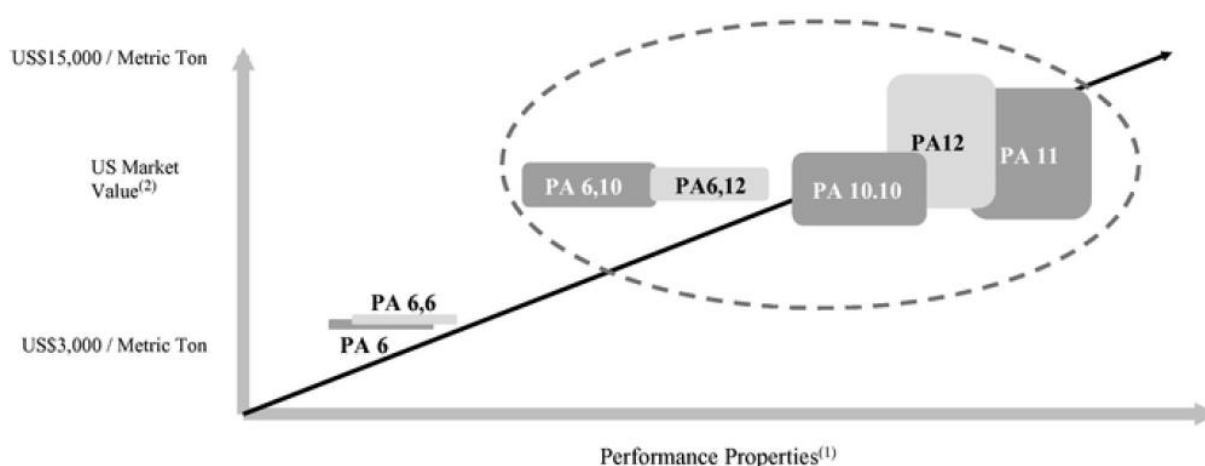 US$15,000 / Metric Ton
US Market
Value(2)
PA 6,10
PA6,12
PA 10.10
PA12
PA 11
PA 6,6
PA 6
US$3,000 / Metric Ton
Performance Properties(1)